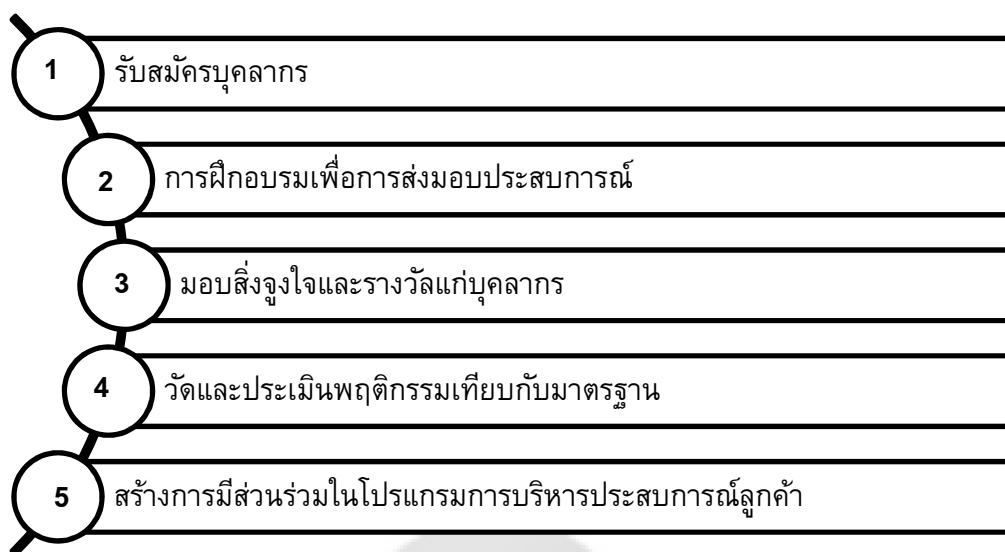 1 รับสมัครบุคลากร
2 การฝึกอบรมเพื่อการส่งมอบประสบการณ์
3 มอบสิ่งจูงใจและรางวัลแก่บุคลากร
4 วัดและประเมินพฤติกรรมเทียบกับมาตรฐาน
5 สร้างการมีส่วนร่วมในโปรแกรมการบริหารประสบการณ์ลูกค้า